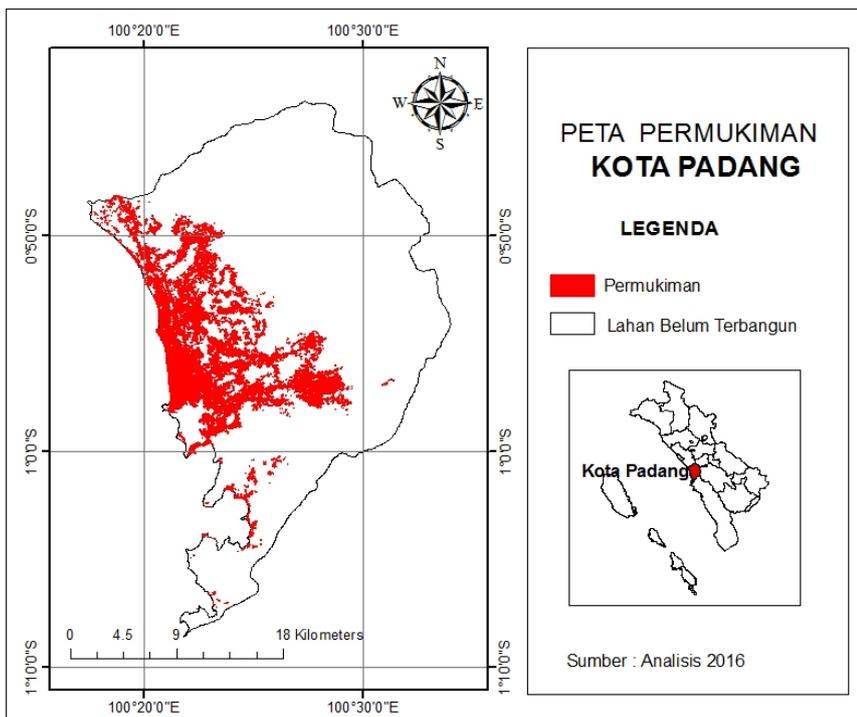 100°20'0"E
100°30'0"E
N
W
E
S
0°50'0"S
0°50'0"S
1°0'0"S
1°0'0"S
1°10'0"S
1°10'0"S
0 4.5 9 18 Kilometers
100°20'0"E
100°30'0"E
PETA PERMUKIMAN
KOTA PADANG
LEGENDA
Permukiman
Lahan Belum Terbangun
Kota Padang
Sumber : Analisis 2016